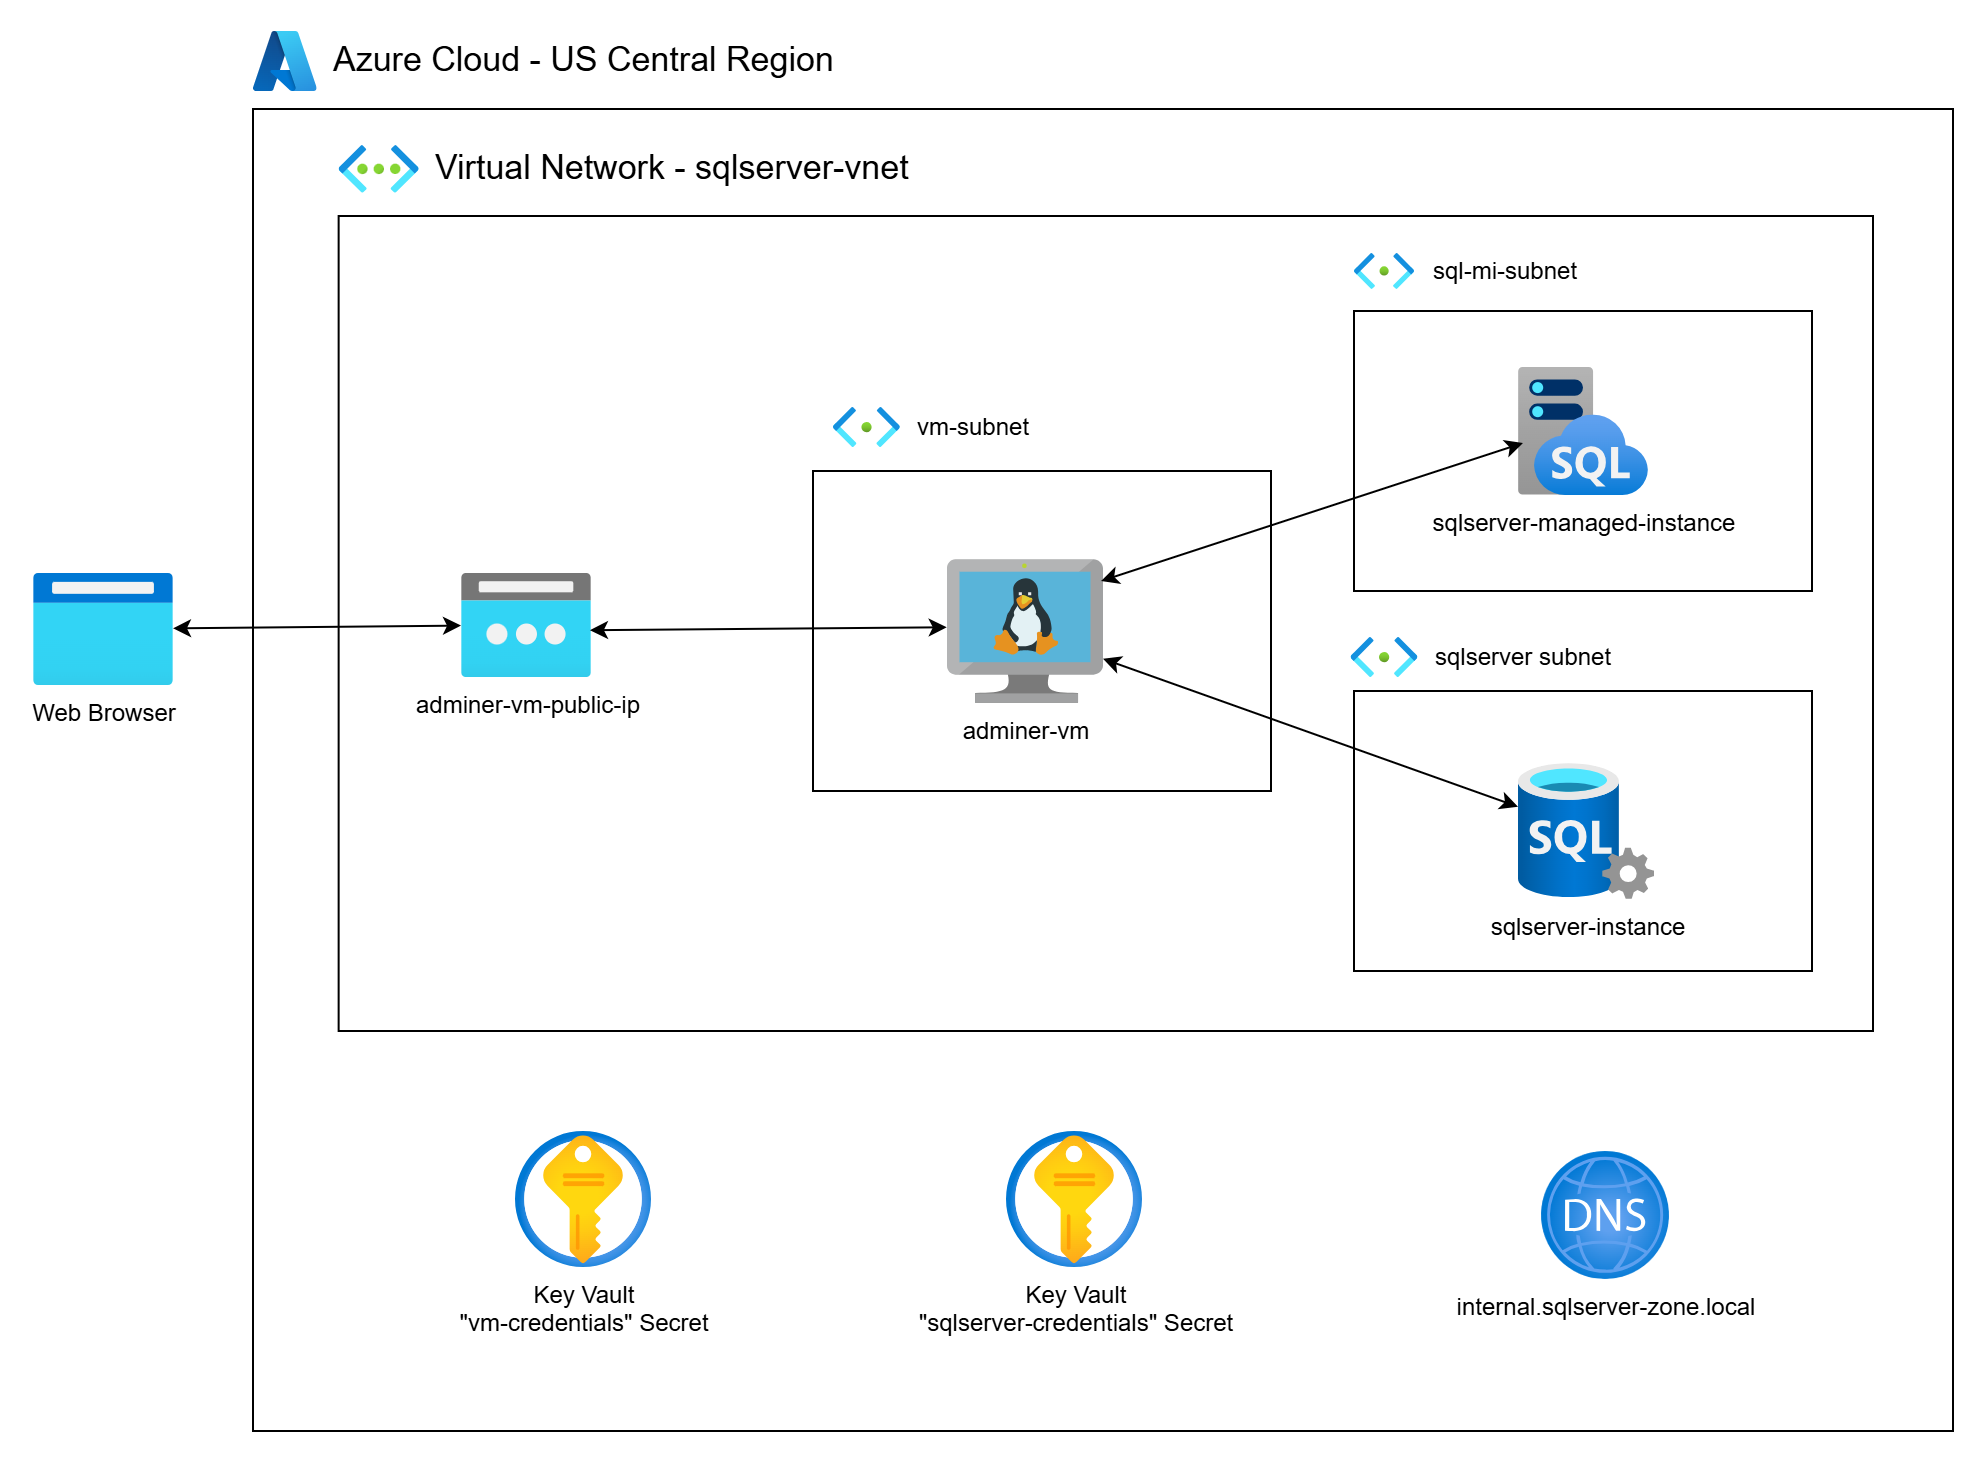 Azure Cloud - US Central Region
Virtual Network - sqlserver-vnet
sql-mi-subnet
SQL
sqlserver-managed-instance
vm-subnet
adminer-vm
Web Browser
adminer-vm-public-ip
sqlserver subnet
SQL
sqlserver-instance
Key Vault
"vm-credentials" Secret
Key Vault
"sqlserver-credentials" Secret
DNS
internal.sqlserver-zone.local